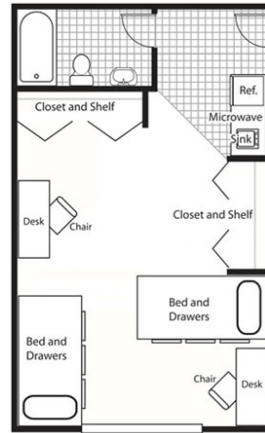 Ref.
Microwave
Sink
Closet and Shelf
Closet and Shelf
Desk
Chair
Bed and
Drawers
Bed and
Drawers
Chair
Desk